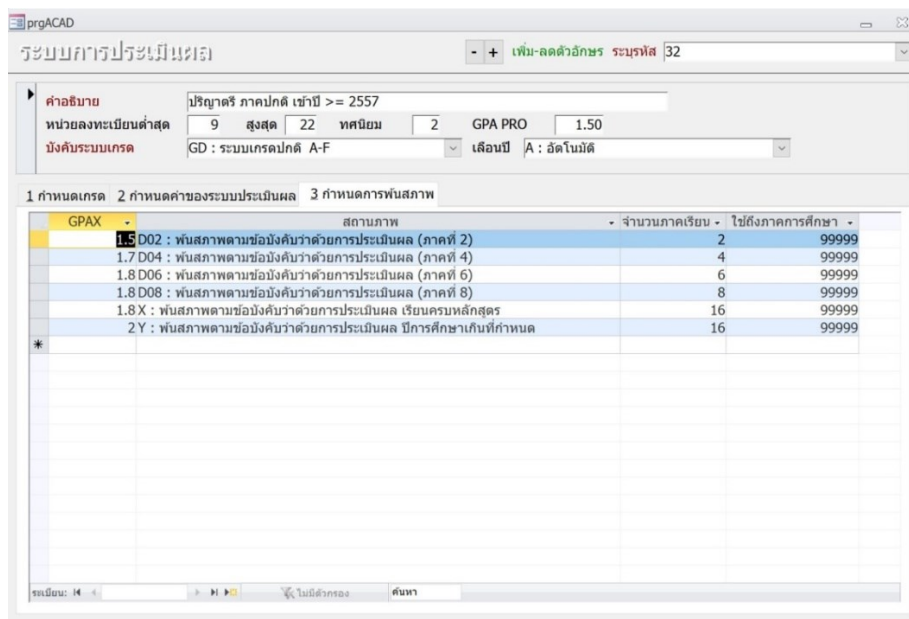 prgACAD
ระบบการประเมินผล - + เพิ่ม-ลดตัวอักษร ระบุรหัส 32
คำอธิบาย ปริญาตรี ภาคปกติ เข้าปี >= 2557
หน่วยลงทะเบียนต่ำสุด 9 สูงสุด 22 ทศนิยม 2 GPA PRO 1.50
บังคับระบบเกรด GD : ระบบเกรดปกติ A-F เลือนปี A : อัตโนมัติ
1 กำหนดเกรด 2 กำหนดค่าของระบบประเมินผล 3 กำหนดการพ้นสภาพ
GPAX สถานภาพ จำนวนภาคเรียน ใช้ถึงภาคการศึกษา
1.5 D02 : พ้นสภาพตามข้อบังคับว่าด้วยการประเมินผล (ภาคที่ 2) 2 99999
1.7 D04 : พ้นสภาพตามข้อบังคับว่าด้วยการประเมินผล (ภาคที่ 4) 4 99999
1.8 D06 : พ้นสภาพตามข้อบังคับว่าด้วยการประเมินผล (ภาคที่ 6) 6 99999
1.8 D08 : พ้นสภาพตามข้อบังคับว่าด้วยการประเมินผล (ภาคที่ 8) 8 99999
1.8 X : พ้นสภาพตามข้อบังคับว่าด้วยการประเมินผล เรียนครบหลักสูตร 16 99999
2 Y : พ้นสภาพตามข้อบังคับว่าด้วยการประเมินผล ปีการศึกษาเกินที่กำหนด 16 99999
ระเบียน: ไม่มีตัวกรอง ค้นหา